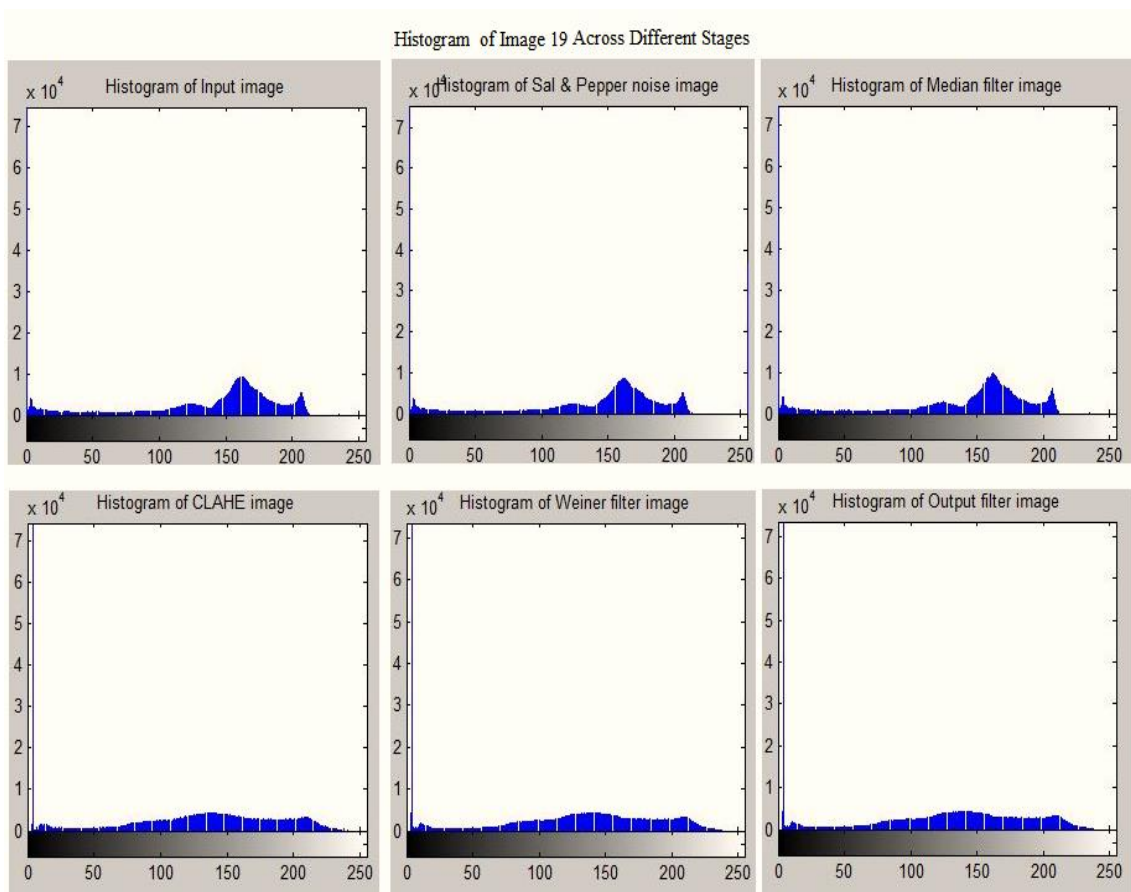 Histogram of Image 19 Across Different Stages
Histogram of Input image
x 10^4
7
6
5
4
3
2
1
0
0 50 100 150 200 250
Histogram of Sal & Pepper noise image
x 10^4
7
6
5
4
3
2
1
0
0 50 100 150 200 250
Histogram of Median filter image
x 10^4
7
6
5
4
3
2
1
0
0 50 100 150 200 250
Histogram of CLAHE image
x 10^4
7
6
5
4
3
2
1
0
0 50 100 150 200 250
Histogram of Weiner filter image
x 10^4
7
6
5
4
3
2
1
0
0 50 100 150 200 250
Histogram of Output filter image
x 10^4
7
6
5
4
3
2
1
0
0 50 100 150 200 250